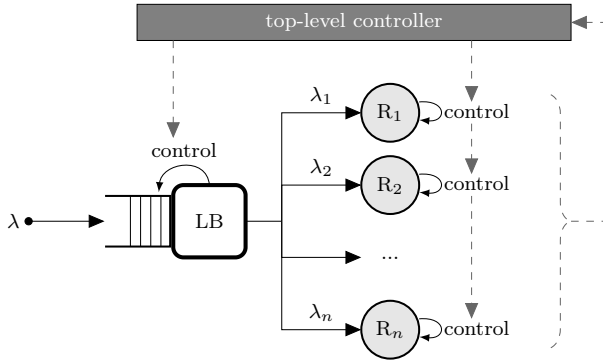 top-level controller
λ₁
R₁
control
control
λ₂
R₂
control
λ
LB
...
λₙ
Rₙ
control